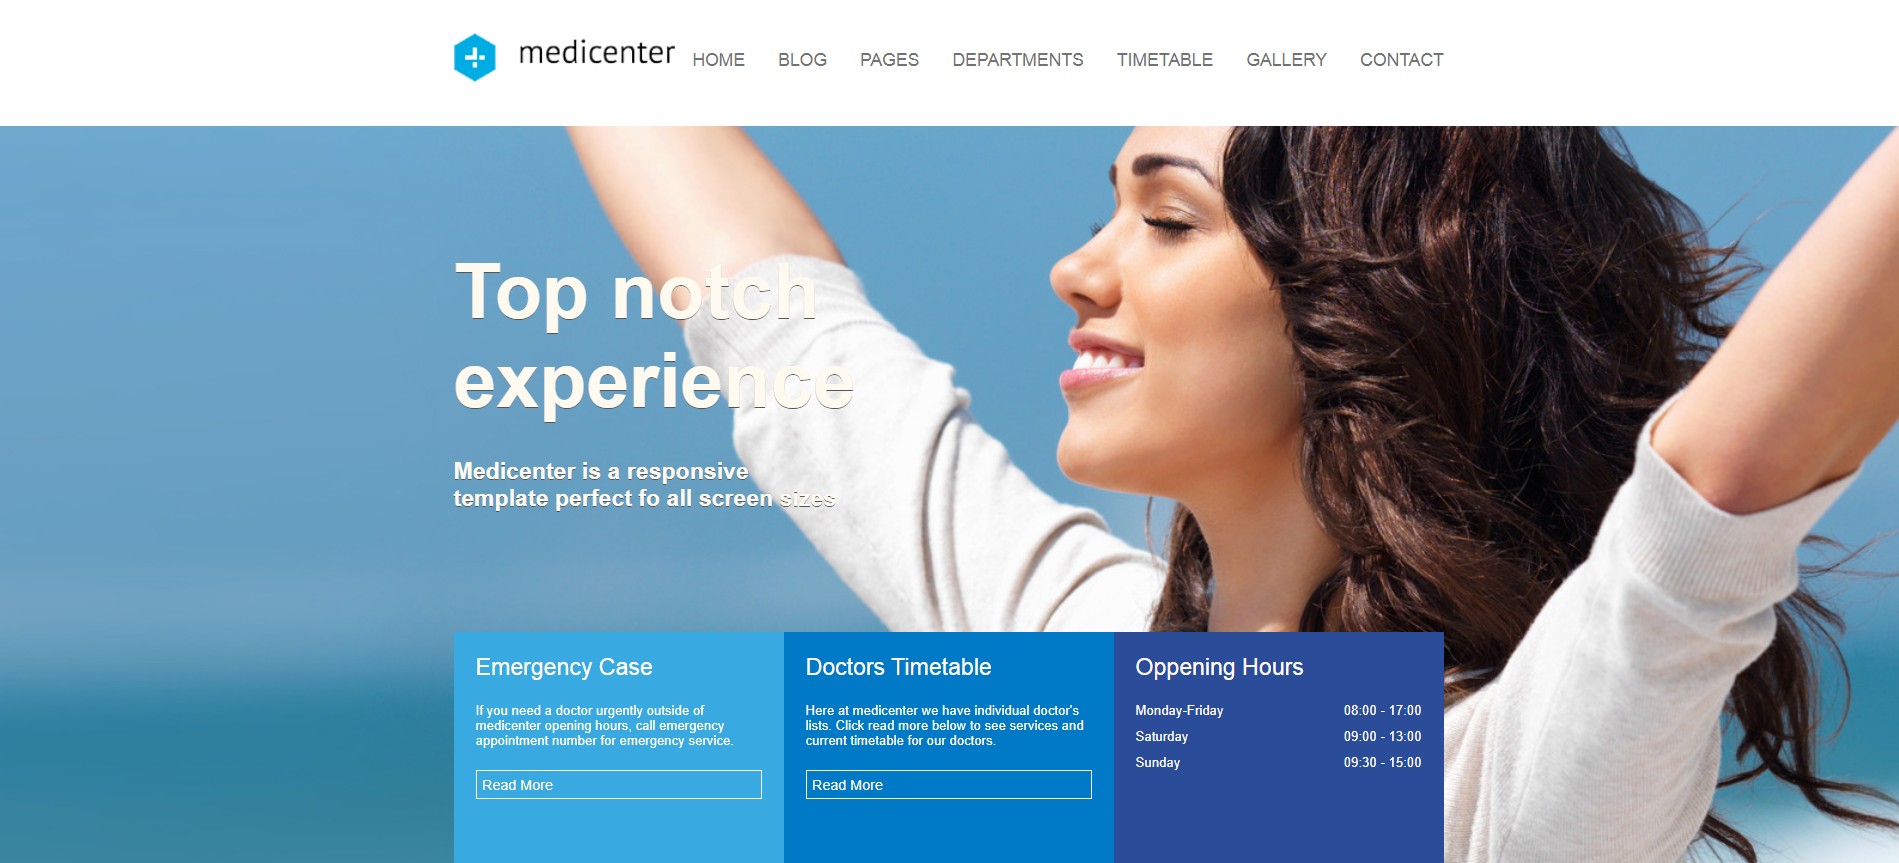 medicenter
HOME BLOG PAGES DEPARTMENTS TIMETABLE GALLERY CONTACT
Top notch
experience
Medicenter is a responsive
template perfect fo all screen sizes
Emergency Case
If you need a doctor urgently outside of
medicenter opening hours, call emergency
appointment number for emergency service.
Read More
Doctors Timetable
Here at medicenter we have individual doctor's
lists. Click read more below to see services and
current timetable for our doctors.
Read More
Oppening Hours
Monday-Friday 08:00 - 17:00
Saturday 09:00 - 13:00
Sunday 09:30 - 15:00